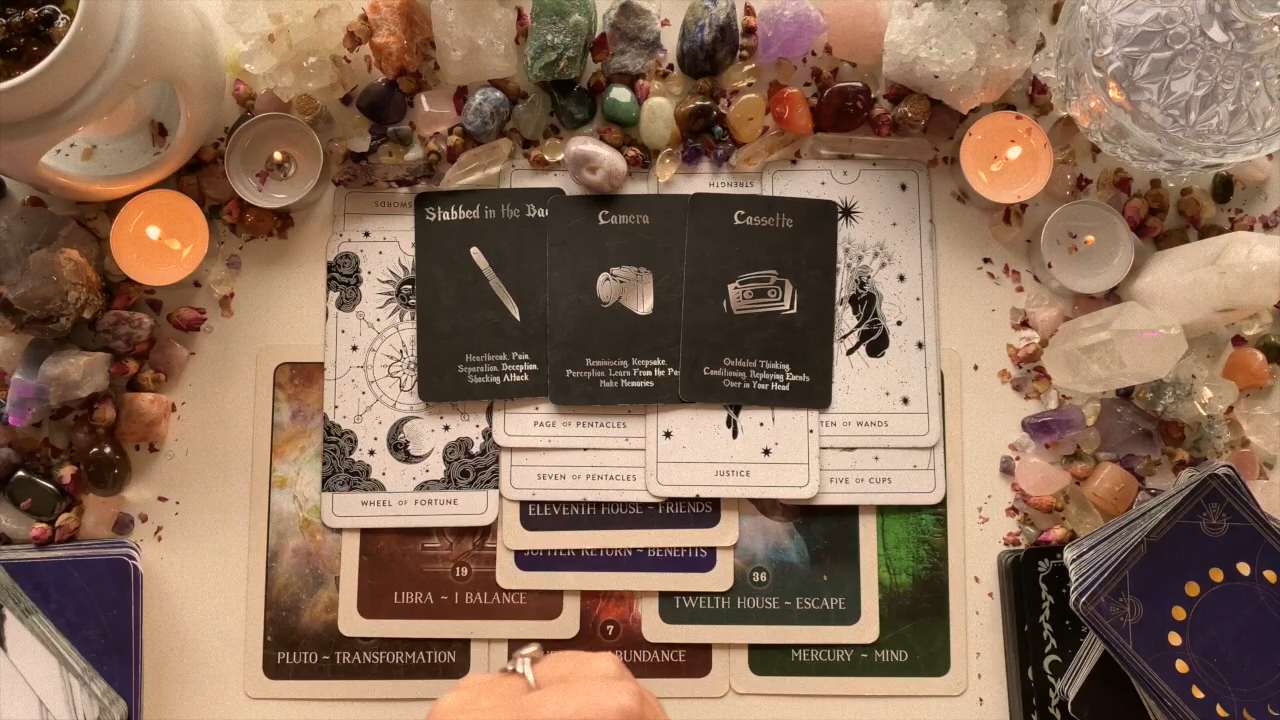 SWORDS
STRENGTH
X
Stabbed in the Ba
Camera
Cassette
Heartbreak, Pain,
Separation, Deception,
Shocking Attack
Reminiscing, Keepsake,
Perception, Learn From the Pas
Make Memories
Outdated Thinking,
Conditioning, Replaying Events
Over in Your Head
PAGE OF PENTACLES
TEN OF WANDS
SEVEN OF PENTACLES
JUSTICE
FIVE OF CUPS
WHEEL OF FORTUNE
ELEVENTH HOUSE ~ FRIENDS
JUPITER RETURN ~ BENEFITS
19
LIBRA ~ I BALANCE
36
TWELTH HOUSE ~ ESCAPE
7
PLUTO ~ TRANSFORMATION
ABUNDANCE
MERCURY ~ MIND